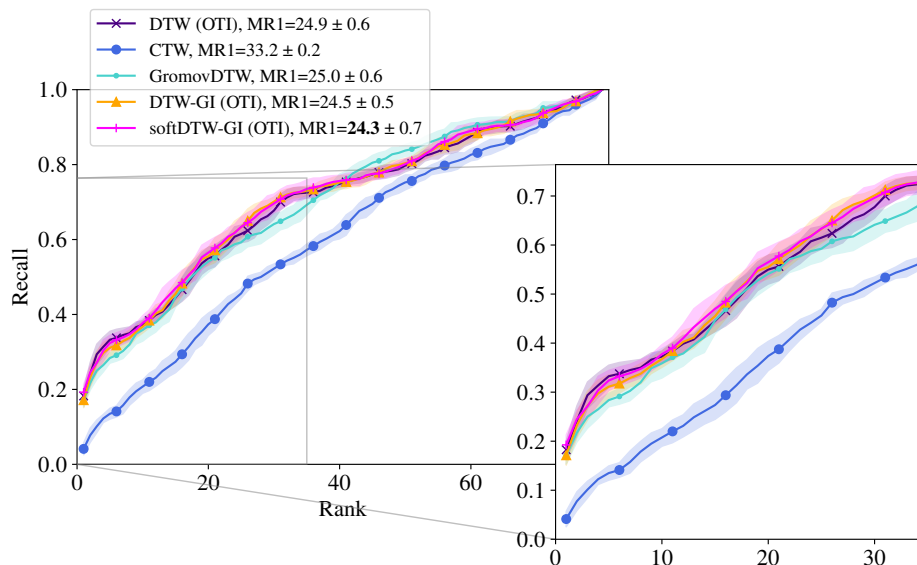 DTW (OTI), MR1=24.9 ± 0.6
CTW, MR1=33.2 ± 0.2
GromovDTW, MR1=25.0 ± 0.6
DTW-GI (OTI), MR1=24.5 ± 0.5
softDTW-GI (OTI), MR1=24.3 ± 0.7
1.0
0.8
0.6
0.4
0.2
0.0
Recall
0 20 40 60
Rank
0.7
0.6
0.5
0.4
0.3
0.2
0.1
0.0
0 10 20 30